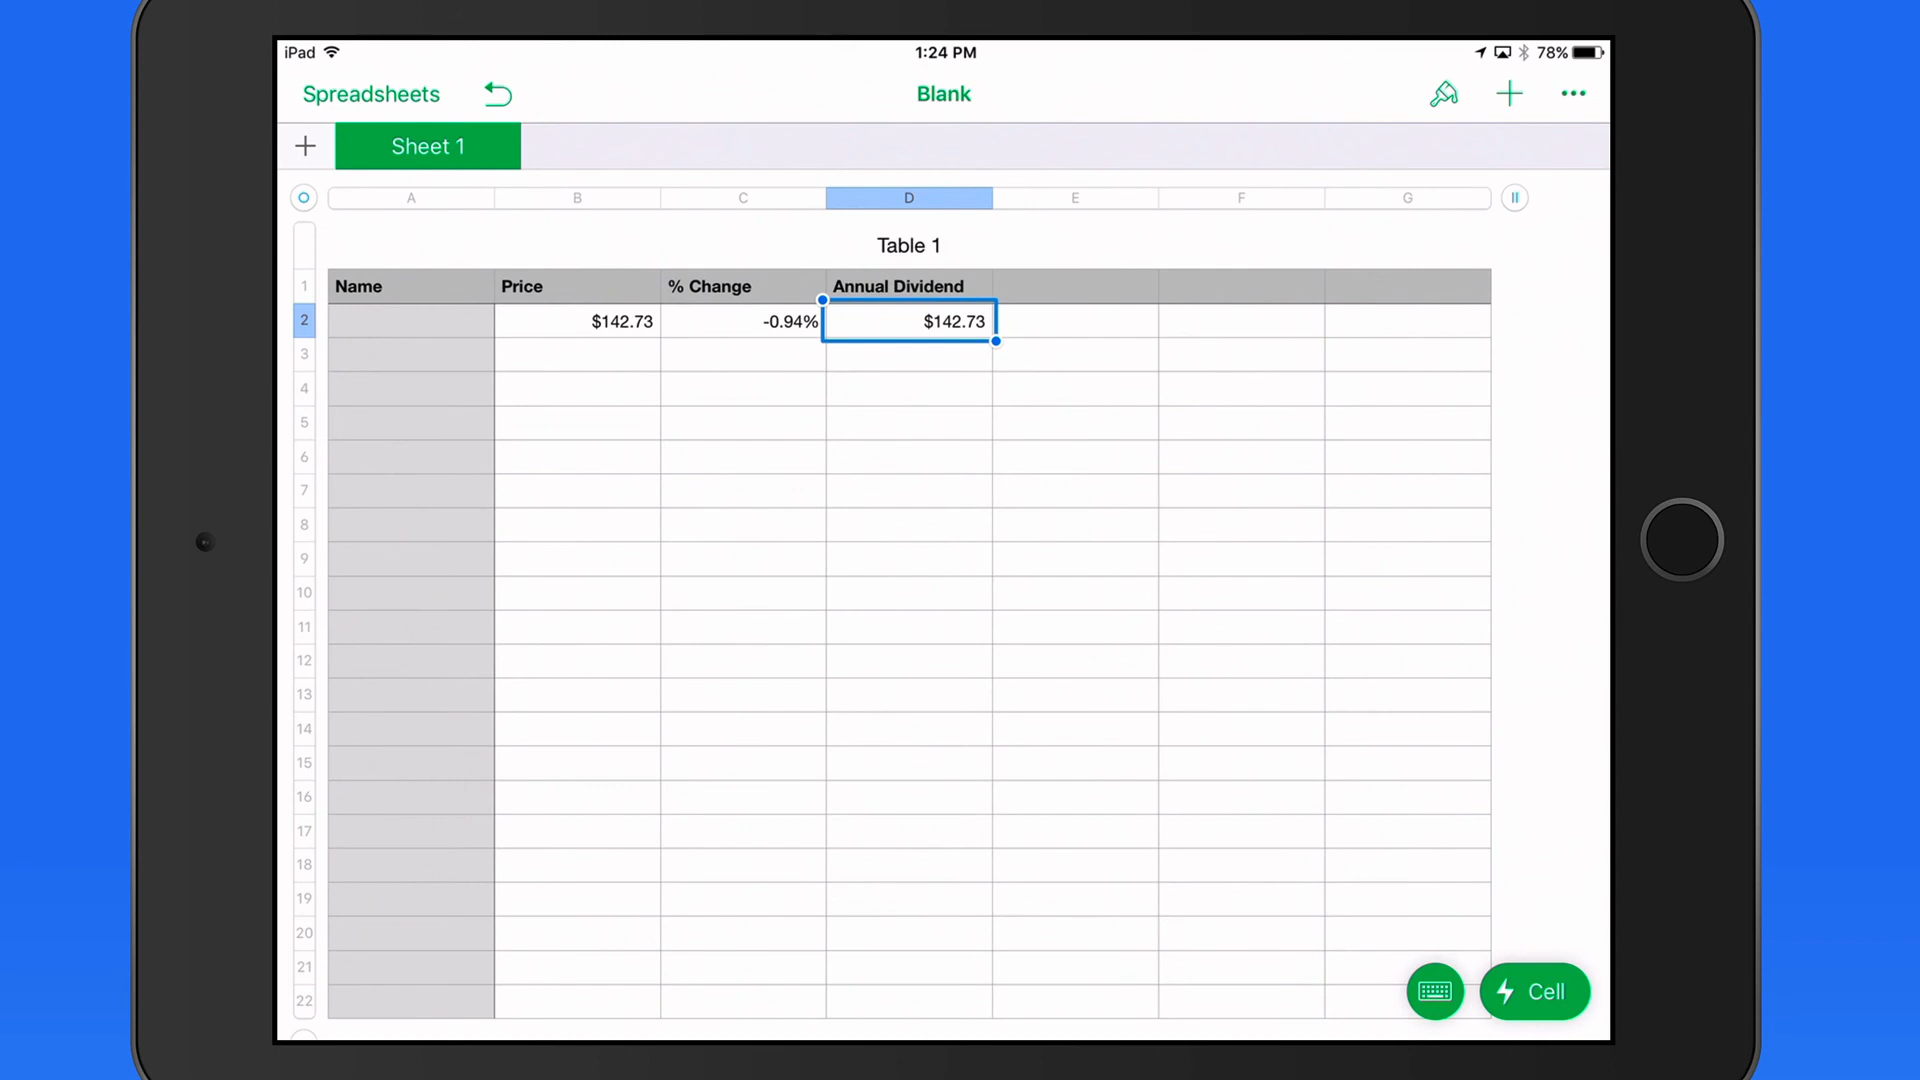 iPad 1:24 PM 78%
Spreadsheets Blank
Sheet 1
A B C D E F G
Table 1
1 Name Price % Change Annual Dividend
2 $142.73 -0.94% $142.73
3
4
5
6
7
8
9
10
11
12
13
14
15
16
17
18
19
20
21
22
Cell